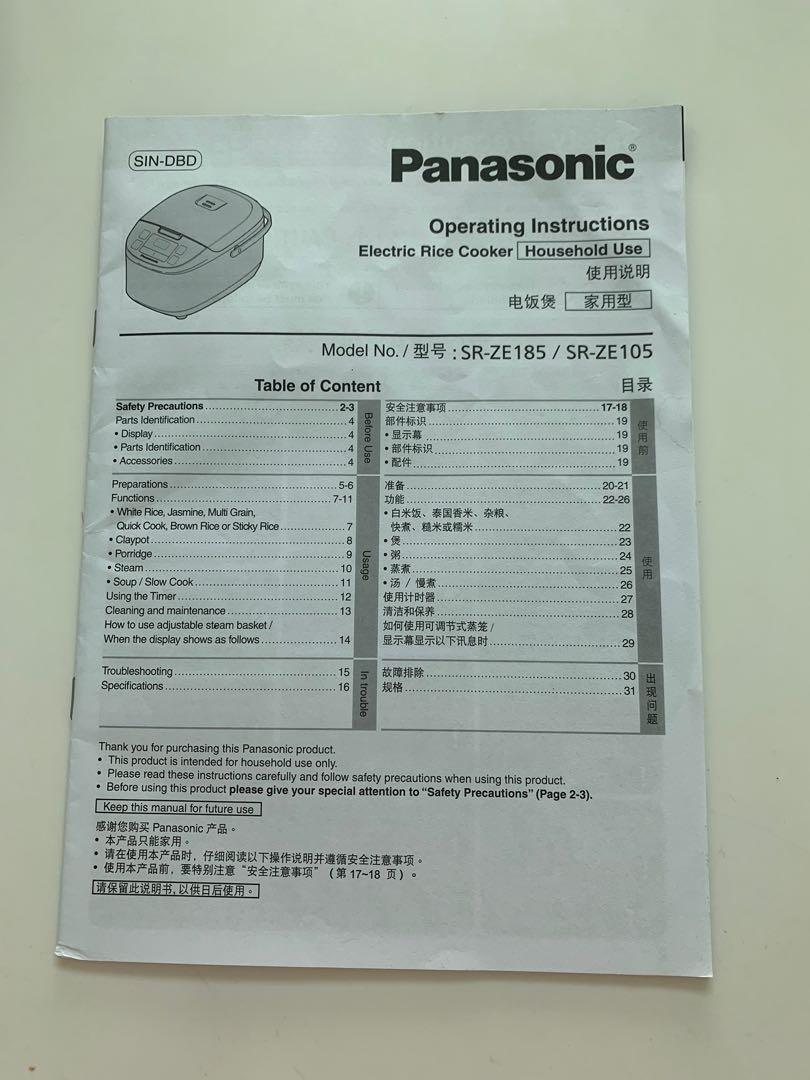 SIN-DBD
Panasonic®
Operating Instructions
Electric Rice Cooker Household Use
使用说明
电饭煲 家用型
Model No. / 型号 : SR-ZE185 / SR-ZE105
Table of Content
Safety Precautions 2-3
Parts Identification 4
• Display 4
• Parts Identification 4
• Accessories 4
Before Use
Preparations 5-6
Functions 7-11
• White Rice, Jasmine, Multi Grain,
Quick Cook, Brown Rice or Sticky Rice 7
• Claypot 8
• Porridge 9
• Steam 10
• Soup / Slow Cook 11
Using the Timer 12
Cleaning and maintenance 13
How to use adjustable steam basket /
When the display shows as follows 14
Usage
Troubleshooting 15
Specifications 16
In trouble
目录
安全注意事项 17-18
部件标识 19
• 显示幕 19
• 部件标识 19
• 配件 19
使用前
准备 20-21
功能 22-26
• 白米饭、泰国香米、杂粮、
快煮、糙米或糯米 22
• 煲 23
• 粥 24
• 蒸煮 25
• 汤 / 慢煮 26
使用计时器 27
清洁和保养 28
如何使用可调节式蒸笼 /
显示幕显示以下讯息时 29
使用
故障排除 30
规格 31
出现问题
Thank you for purchasing this Panasonic product.
• This product is intended for household use only.
• Please read these instructions carefully and follow safety precautions when using this product.
• Before using this product please give your special attention to “Safety Precautions” (Page 2-3).
Keep this manual for future use
感谢您购买 Panasonic 产品。
• 本产品只能家用。
• 请在使用本产品时，仔细阅读以下操作说明并遵循安全注意事项。
• 使用本产品前，要特别注意“安全注意事项”（第 17~18 页）。
请保留此说明书，以供日后使用。